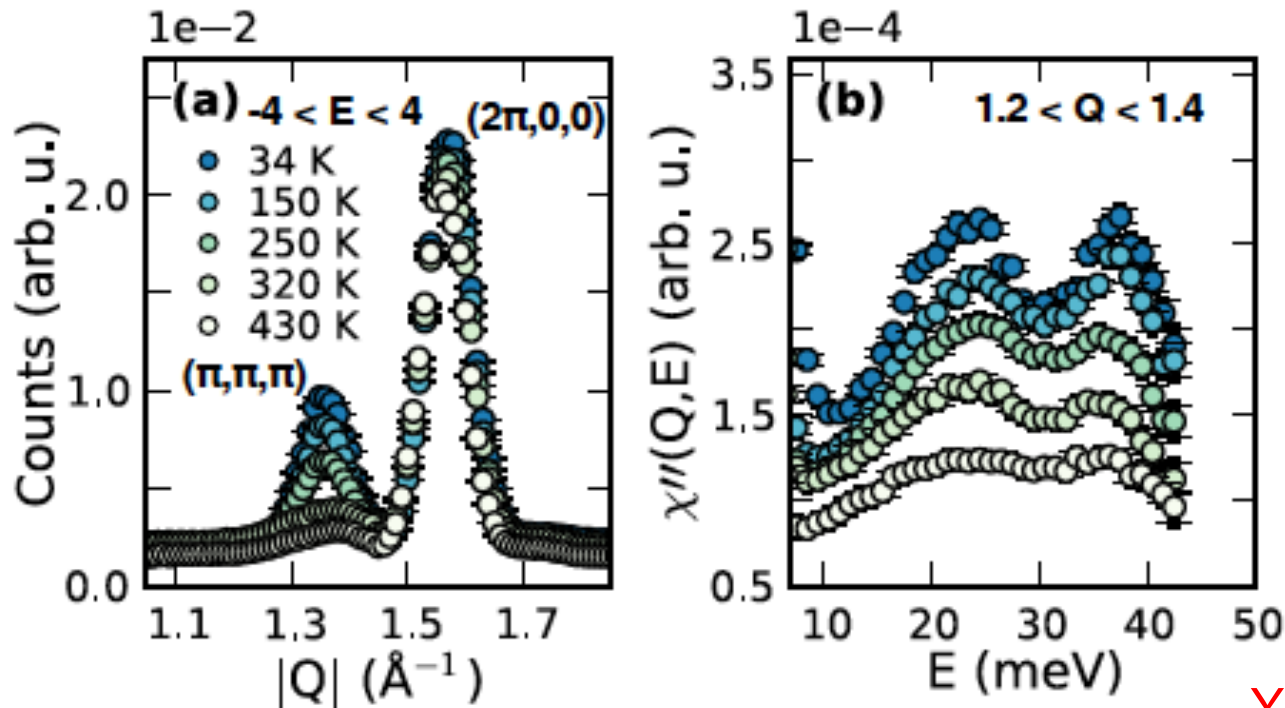 1e−2
(a) -4 < E < 4
(2π,0,0)
34 K
150 K
250 K
320 K
430 K
(π,π,π)
Counts (arb. u.)
2.0
1.0
0.0
1.1 1.3 1.5 1.7
|Q| (Å⁻¹)
1e−4
(b) 1.2 < Q < 1.4
χ′′(Q,E) (arb. u.)
3.5
2.5
1.5
0.5
10 20 30 40 50
E (meV)